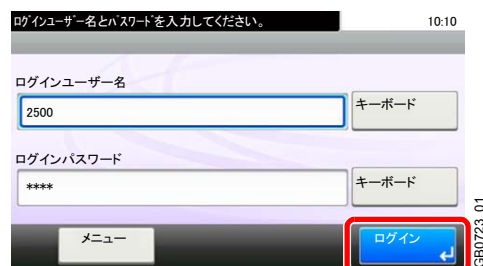 ﾛｸﾞｲﾝﾕｰｻﾞｰ名とﾊﾟｽﾜｰﾄﾞを入力してください。 10:10
ログインユーザー名
2500 キーボード
ログインパスワード
**** キーボード
メニュー ログイン
GB0723_01